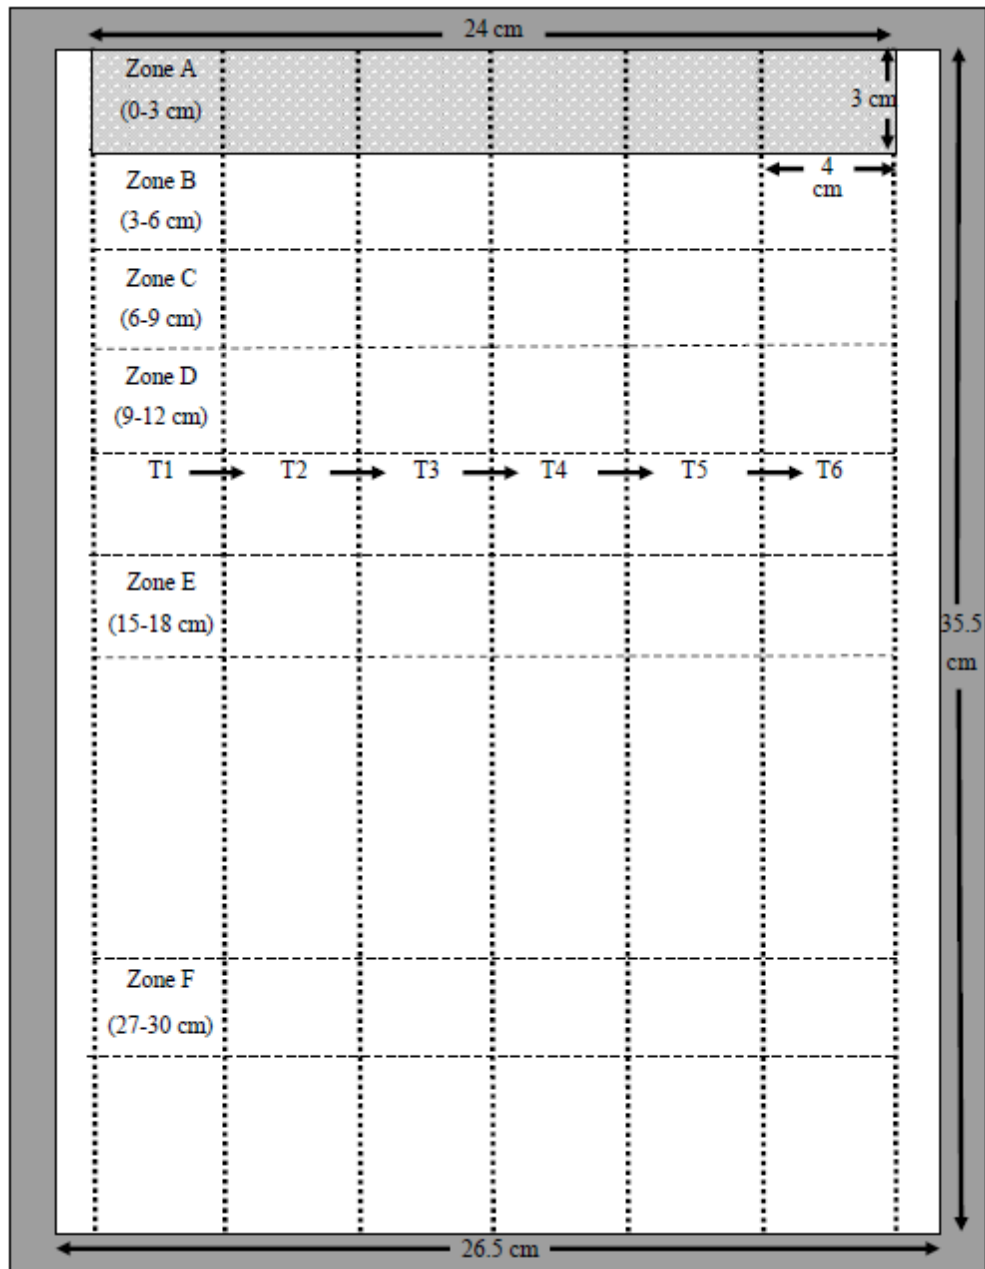 24 cm
Zone A
(0-3 cm)
3 cm
4
cm
Zone B
(3-6 cm)
Zone C
(6-9 cm)
Zone D
(9-12 cm)
T1 T2 T3 T4 T5 T6
Zone E
(15-18 cm)
35.5
cm
Zone F
(27-30 cm)
26.5 cm